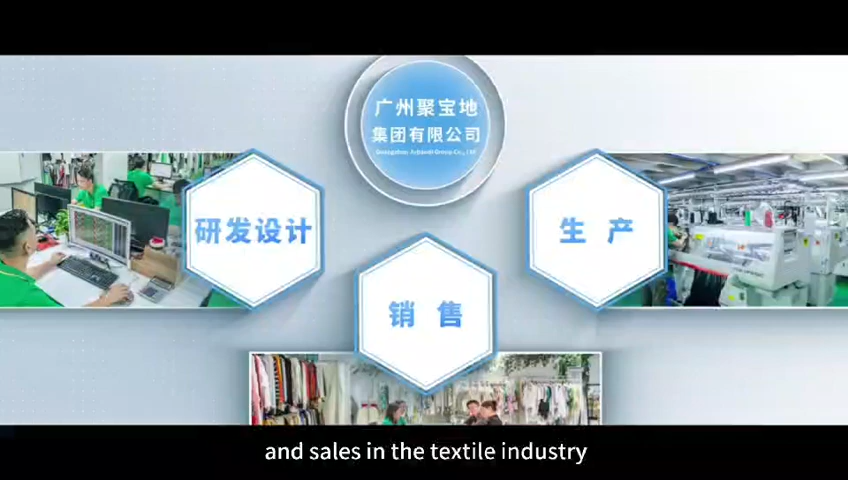 广州聚宝地
集团有限公司
研发设计
生 产
销 售
and sales in the textile industry